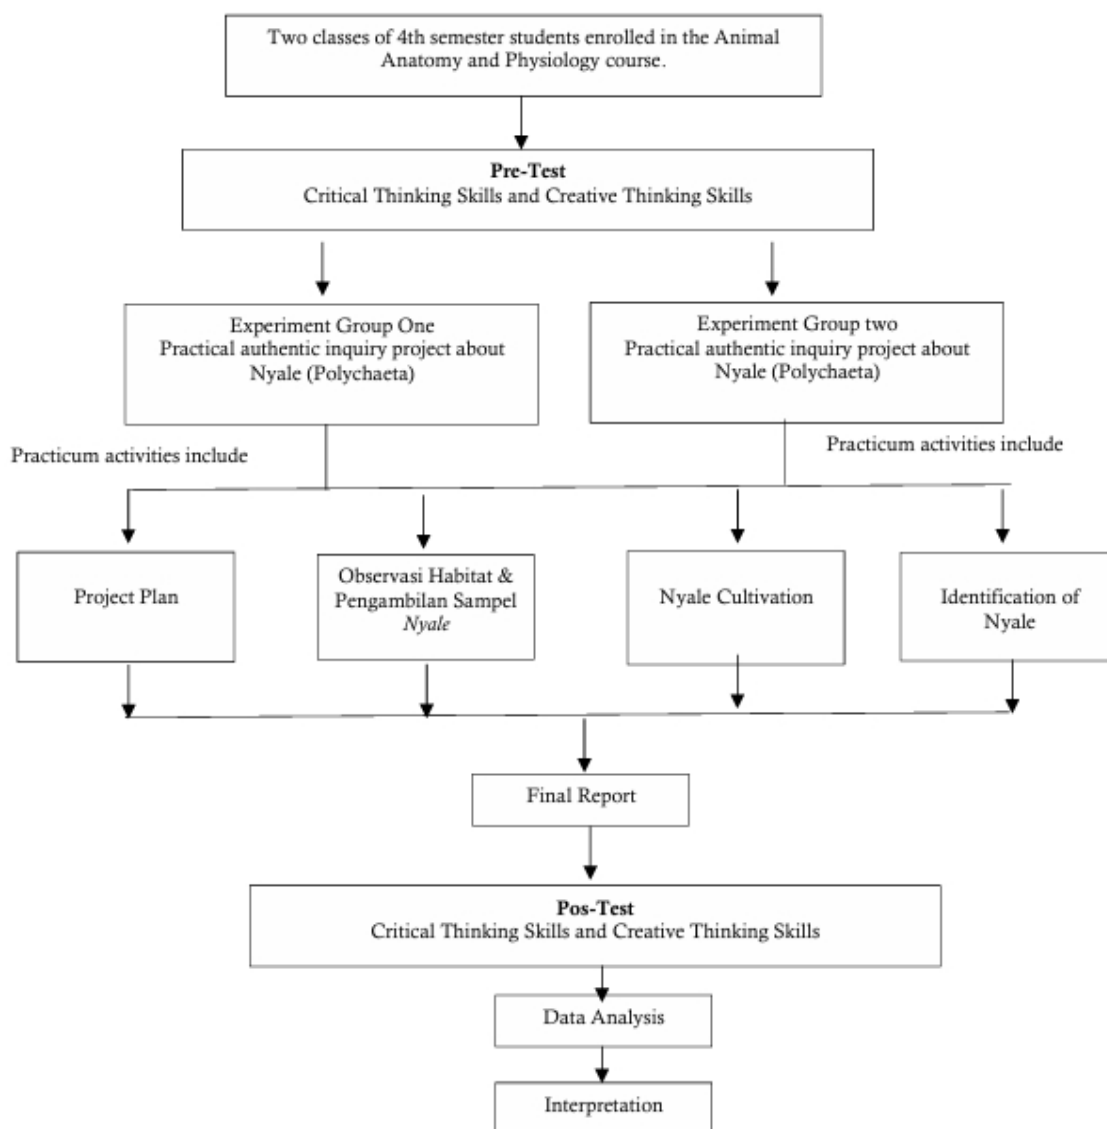 Two classes of 4th semester students enrolled in the Animal
Anatomy and Physiology course.
Pre-Test
Critical Thinking Skills and Creative Thinking Skills
Experiment Group One
Practical authentic inquiry project about
Nyale (Polychaeta)
Experiment Group two
Practical authentic inquiry project about
Nyale (Polychaeta)
Practicum activities include
Practicum activities include
Project Plan
Observasi Habitat &
Pengambilan Sampel
Nyale
Nyale Cultivation
Identification of
Nyale
Final Report
Pos-Test
Critical Thinking Skills and Creative Thinking Skills
Data Analysis
Interpretation